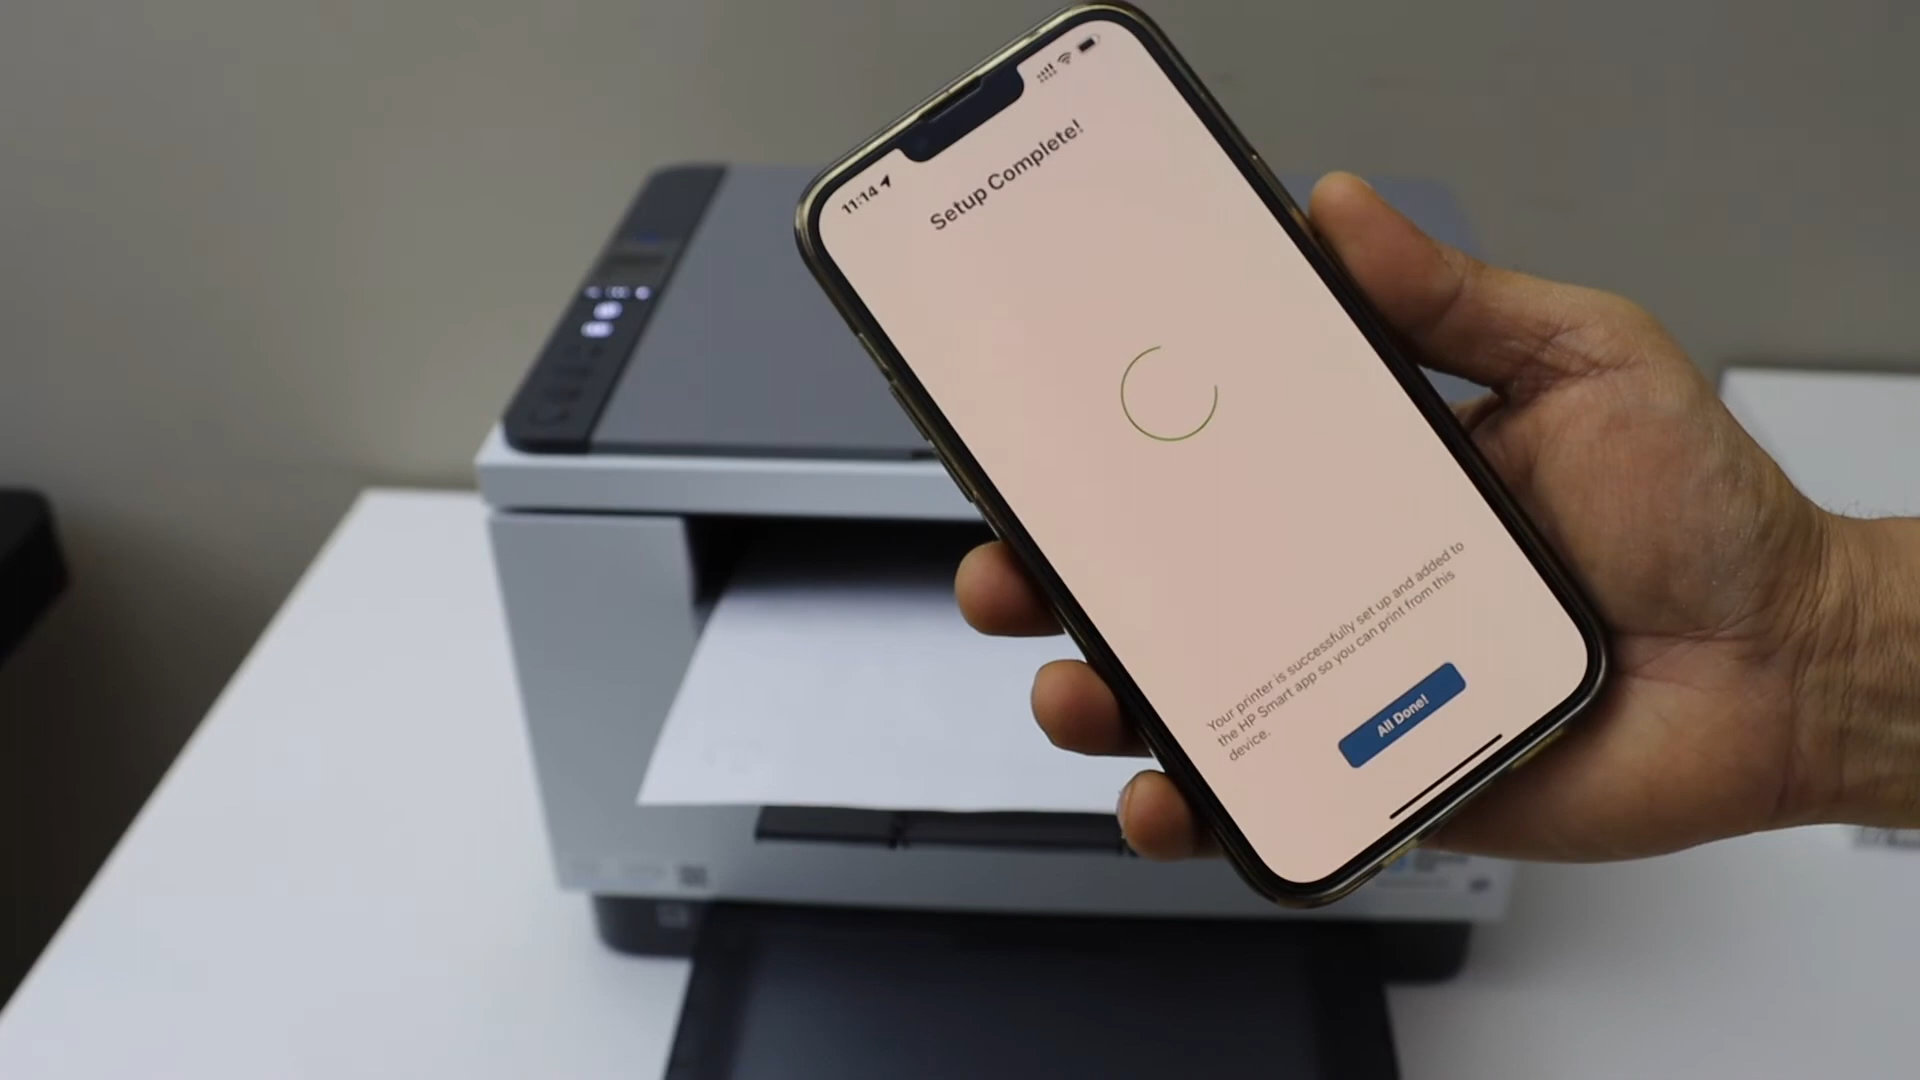 11:14
Setup Complete!
Your printer is successfully set up and added to
the HP Smart app so you can print from this
device.
All Done!